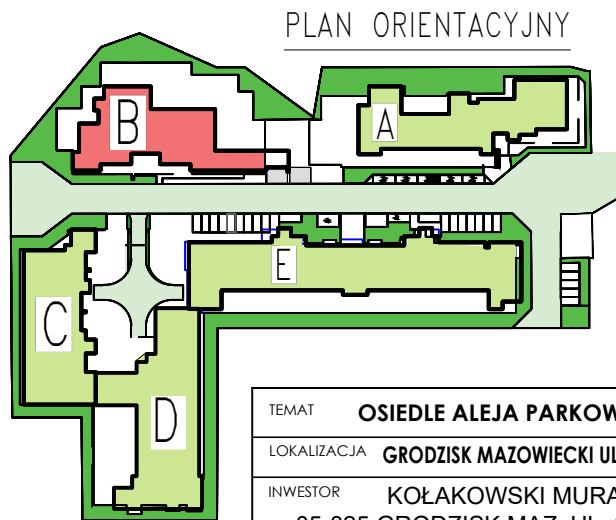 PLAN ORIENTACYJNY
B
A
E
C
D
TEMAT OSIEDLE ALEJA PARKOW
LOKALIZACJA GRODZISK MAZOWIECKI UL
INWESTOR KOŁAKOWSKI MURA